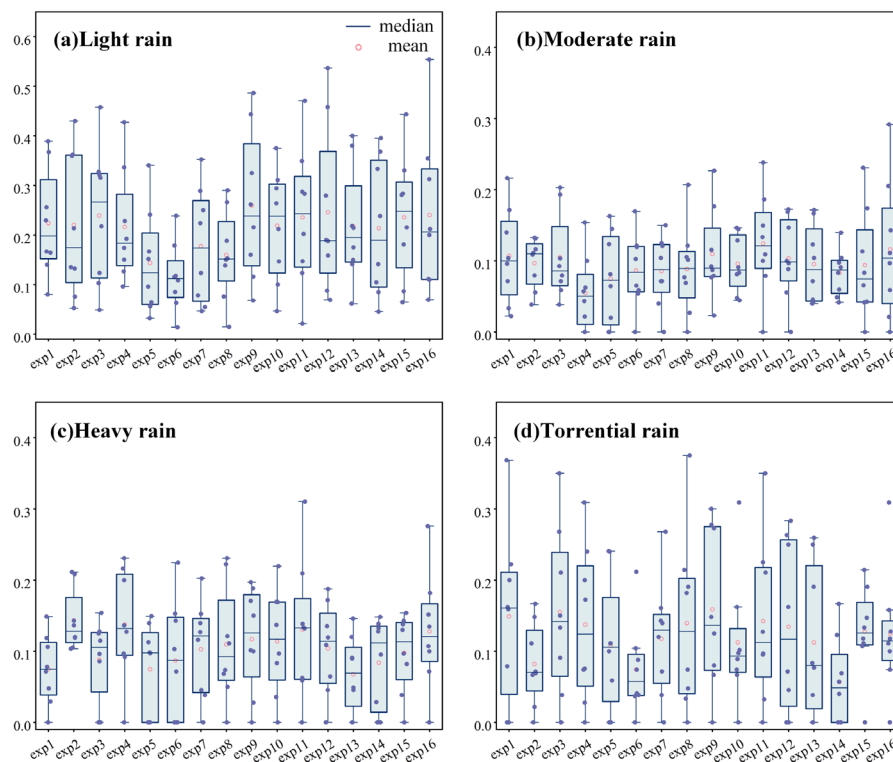 (a)Light rain
median
mean
0.6
0.5
0.4
0.3
0.2
0.1
0.0
exp1 exp2 exp3 exp4 exp5 exp6 exp7 exp8 exp9 exp10 exp11 exp12 exp13 exp14 exp15 exp16
(b)Moderate rain
0.4
0.3
0.2
0.1
0.0
exp1 exp2 exp3 exp4 exp5 exp6 exp7 exp8 exp9 exp10 exp11 exp12 exp13 exp14 exp15 exp16
(c)Heavy rain
0.4
0.3
0.2
0.1
0.0
exp1 exp2 exp3 exp4 exp5 exp6 exp7 exp8 exp9 exp10 exp11 exp12 exp13 exp14 exp15 exp16
(d)Torrential rain
0.4
0.3
0.2
0.1
0.0
exp1 exp2 exp3 exp4 exp5 exp6 exp7 exp8 exp9 exp10 exp11 exp12 exp13 exp14 exp15 exp16